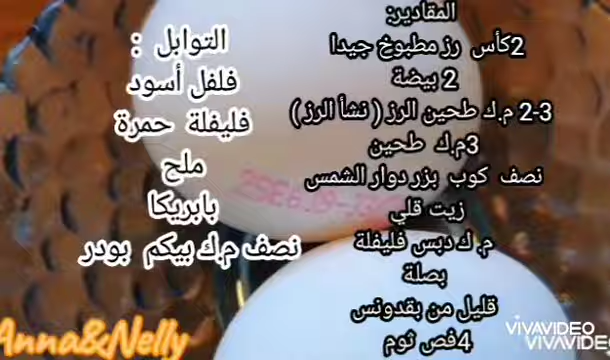 المقادير:
2كأس رز مطبوخ جيدا
2 بيضة
2-3 م.ك طحين الرز ( نشأ الرز )
3م.ك طحين
نصف كوب بزر دوار الشمس
زيت قلي
م. ك دبس فليفلة
بصلة
قليل من بقدونس
4فص ثوم
التوابل :
فلفل أسود
فليفلة حمرة
ملح
بابريكا
نصف م.ك بيكم بودر
Anna&Nelly
VIVAVIDEO
VIVAVIDE